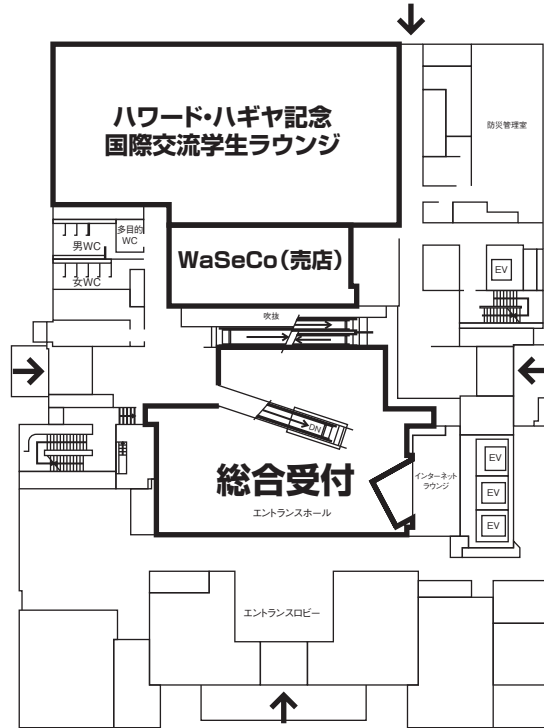 ハワード・ハギヤ記念
国際交流学生ラウンジ
防災管理室
多目的
WC
男WC
WaSeCo（売店）
女WC
EV
吹抜
DN
総合受付
エントランスホール
インターネット
ラウンジ
EV
EV
EV
エントランスロビー